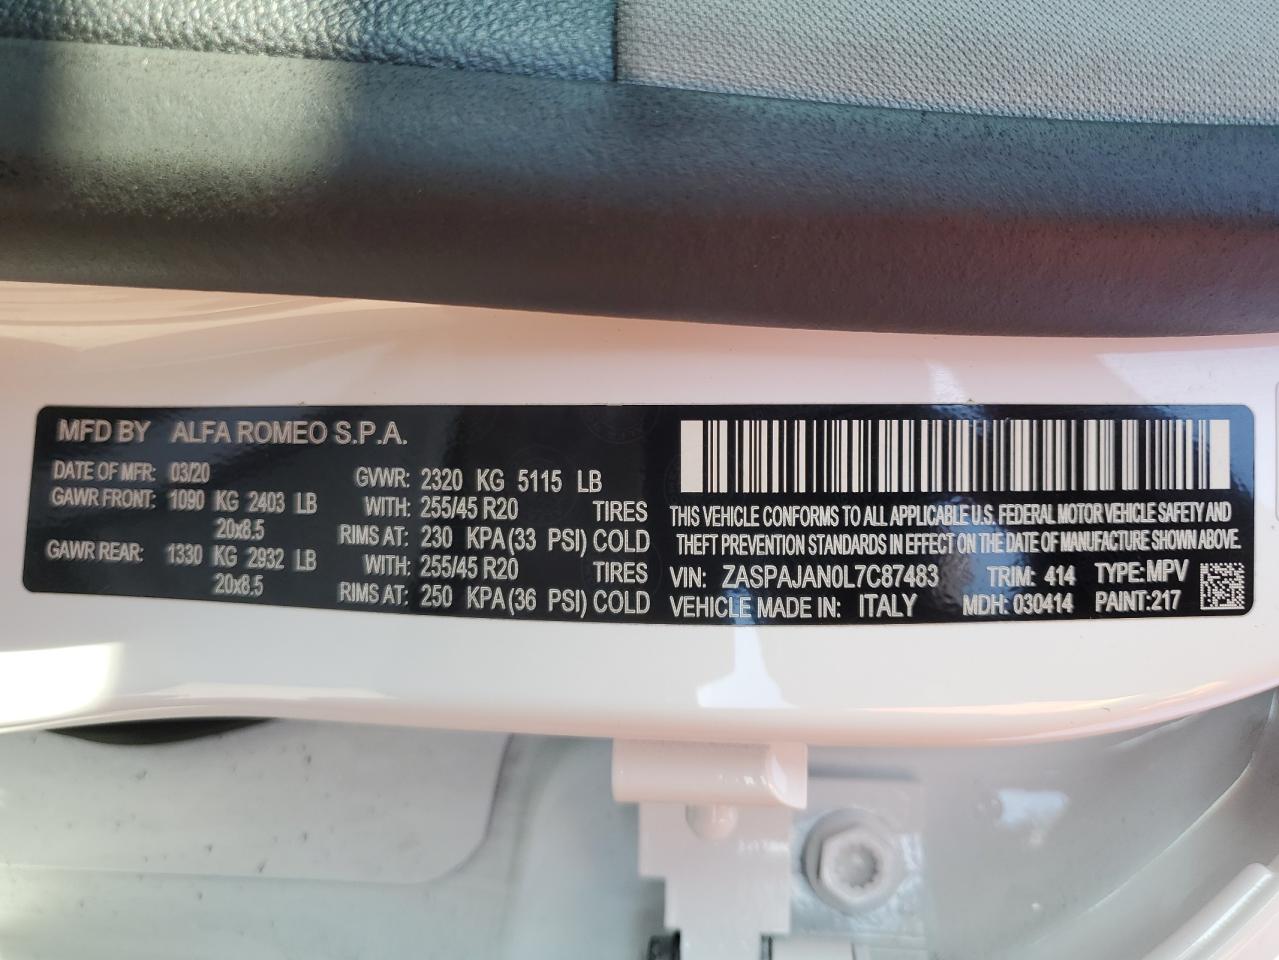 MFD BY ALFA ROMEO S.P.A.
DATE OF MFR: 03/20 GVWR: 2320 KG 5115 LB
GAWR FRONT: 1090 KG 2403 LB WITH: 255/45 R20 TIRES
20x8.5 RIMS AT: 230 KPA(33 PSI) COLD
GAWR REAR: 1330 KG 2932 LB WITH: 255/45 R20 TIRES
20x8.5 RIMS AT: 250 KPA(36 PSI) COLD
THIS VEHICLE CONFORMS TO ALL APPLICABLE U.S. FEDERAL MOTOR VEHICLE SAFETY AND
THEFT PREVENTION STANDARDS IN EFFECT ON THE DATE OF MANUFACTURE SHOWN ABOVE.
VIN: ZASPAJAN0L7C87483 TRIM: 414 TYPE: MPV
VEHICLE MADE IN: ITALY MDH: 030414 PAINT:217